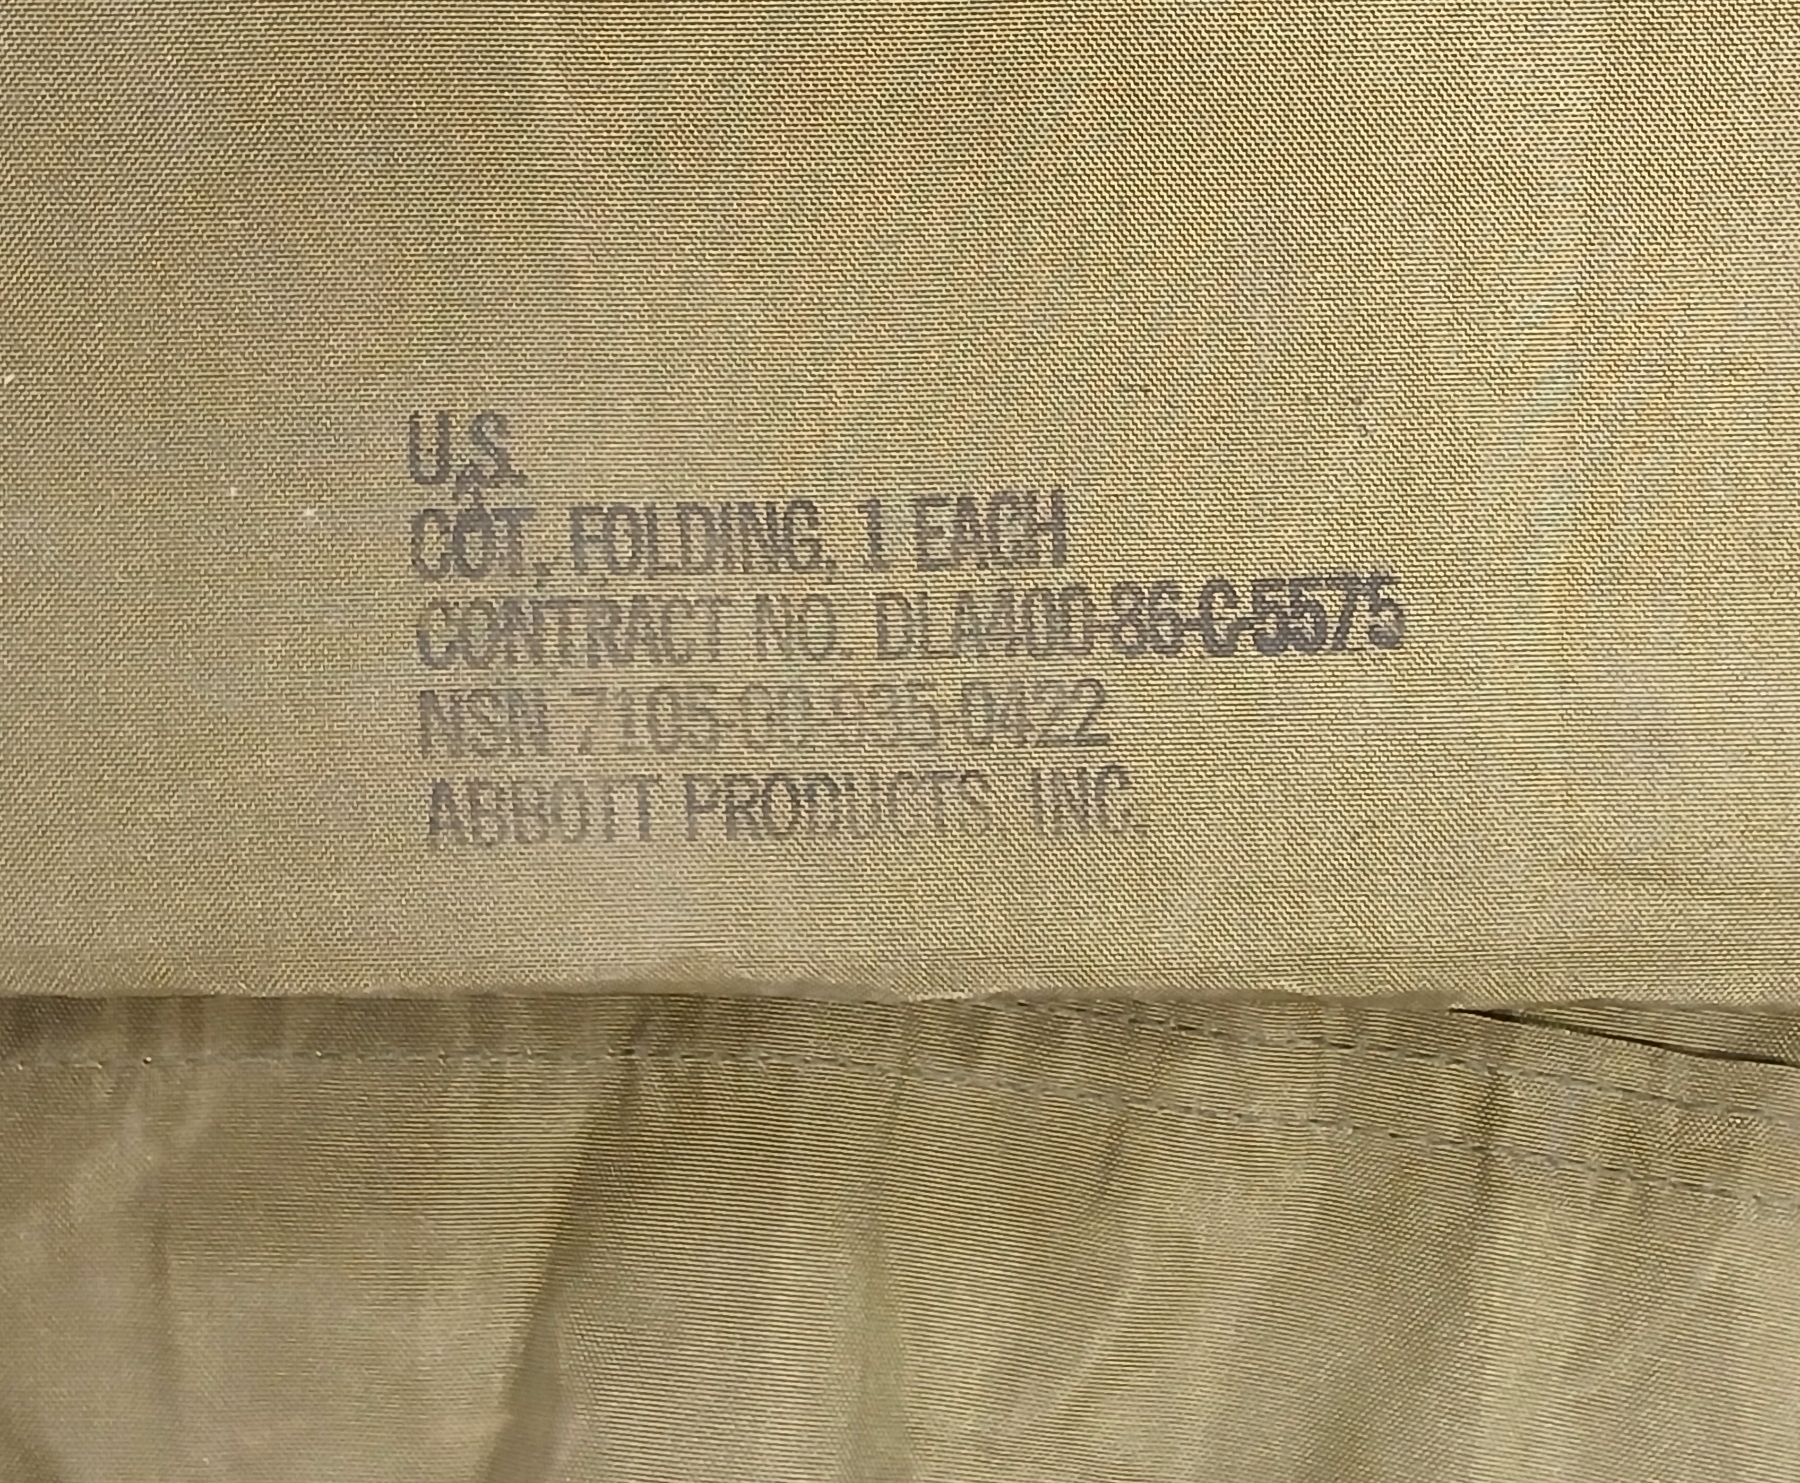 U.S.
COT, FOLDING, 1 EACH
CONTRACT NO. DLA400-86-C-5575
NSN 7105-00-935-0422
ABBOTT PRODUCTS, INC.